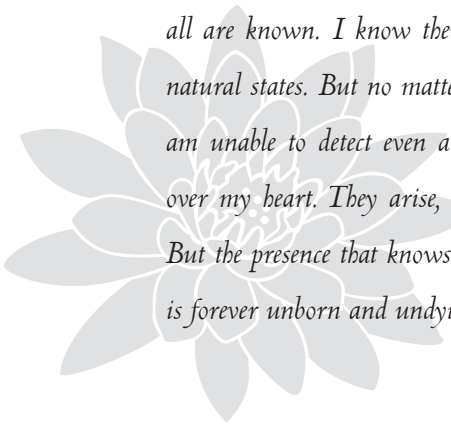 all are known. I know the
natural states. But no matte
am unable to detect even a
over my heart. They arise,
But the presence that knows
is forever unborn and undyi